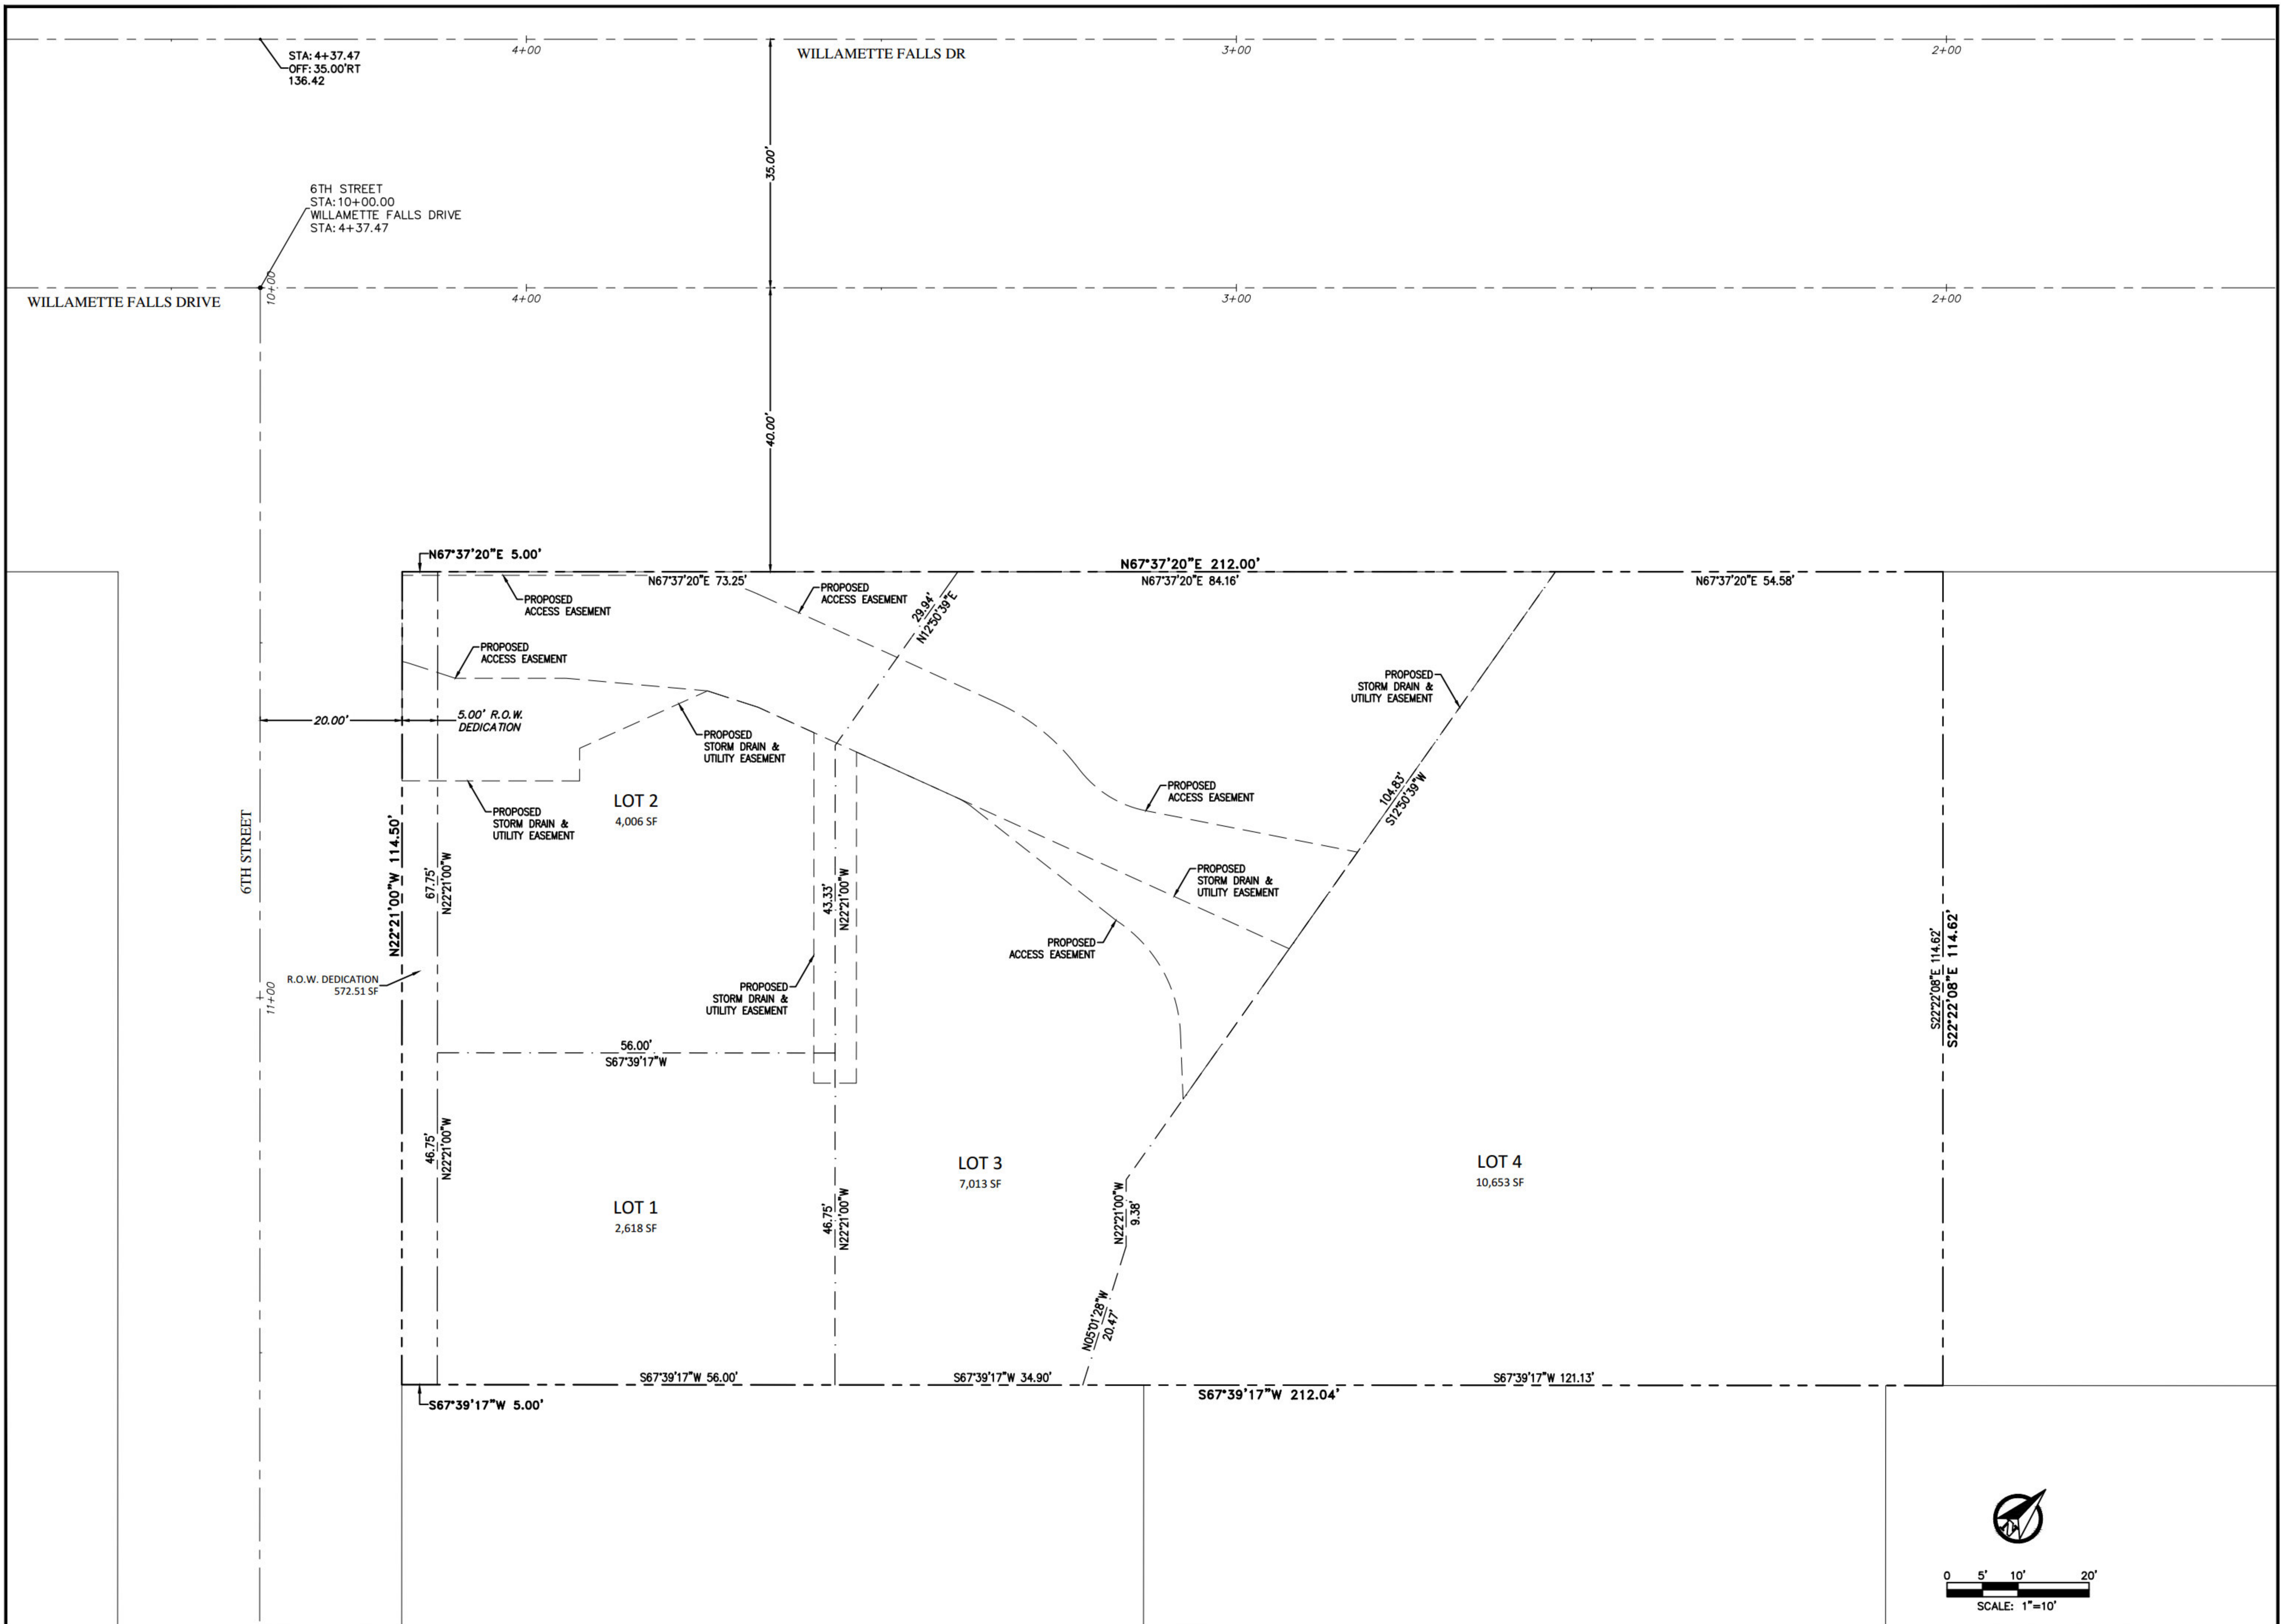 STA: 4+37.47
OFF: 35.00'RT
136.42
4+00
WILLAMETTE FALLS DR
3+00
2+00
35.00'
6TH STREET
STA: 10+00.00
WILLAMETTE FALLS DRIVE
STA: 4+37.47
WILLAMETTE FALLS DRIVE
10+00
4+00
3+00
2+00
40.00'
N67°37'20"E 5.00'
N67°37'20"E 212.00'
N67°37'20"E 73.25'
N67°37'20"E 84.16'
N67°37'20"E 54.58'
PROPOSED
ACCESS EASEMENT
PROPOSED
ACCESS EASEMENT
29.94'
N12°50'39"E
PROPOSED
ACCESS EASEMENT
PROPOSED
STORM DRAIN &
UTILITY EASEMENT
20.00'
5.00' R.O.W.
DEDICATION
PROPOSED
STORM DRAIN &
UTILITY EASEMENT
PROPOSED
ACCESS EASEMENT
104.83'
S12°50'39"W
LOT 2
4,006 SF
PROPOSED
STORM DRAIN &
UTILITY EASEMENT
6TH STREET
N22°21'00"W 114.50'
67.75'
N22°21'00"W
43.33'
N22°21'00"W
PROPOSED
STORM DRAIN &
UTILITY EASEMENT
PROPOSED
ACCESS EASEMENT
S22°22'08"E 114.62'
S22°22'08"E 114.62'
R.O.W. DEDICATION
572.51 SF
11+00
PROPOSED
STORM DRAIN &
UTILITY EASEMENT
56.00'
S67°39'17"W
46.75'
N22°21'00"W
LOT 3
7,013 SF
LOT 4
10,653 SF
LOT 1
2,618 SF
46.75'
N22°21'00"W
N22°21'00"W
9.38'
N05°01'28"W
20.47'
S67°39'17"W 56.00'
S67°39'17"W 34.90'
S67°39'17"W 121.13'
S67°39'17"W 5.00'
S67°39'17"W 212.04'
0 5' 10' 20'
SCALE: 1"=10'